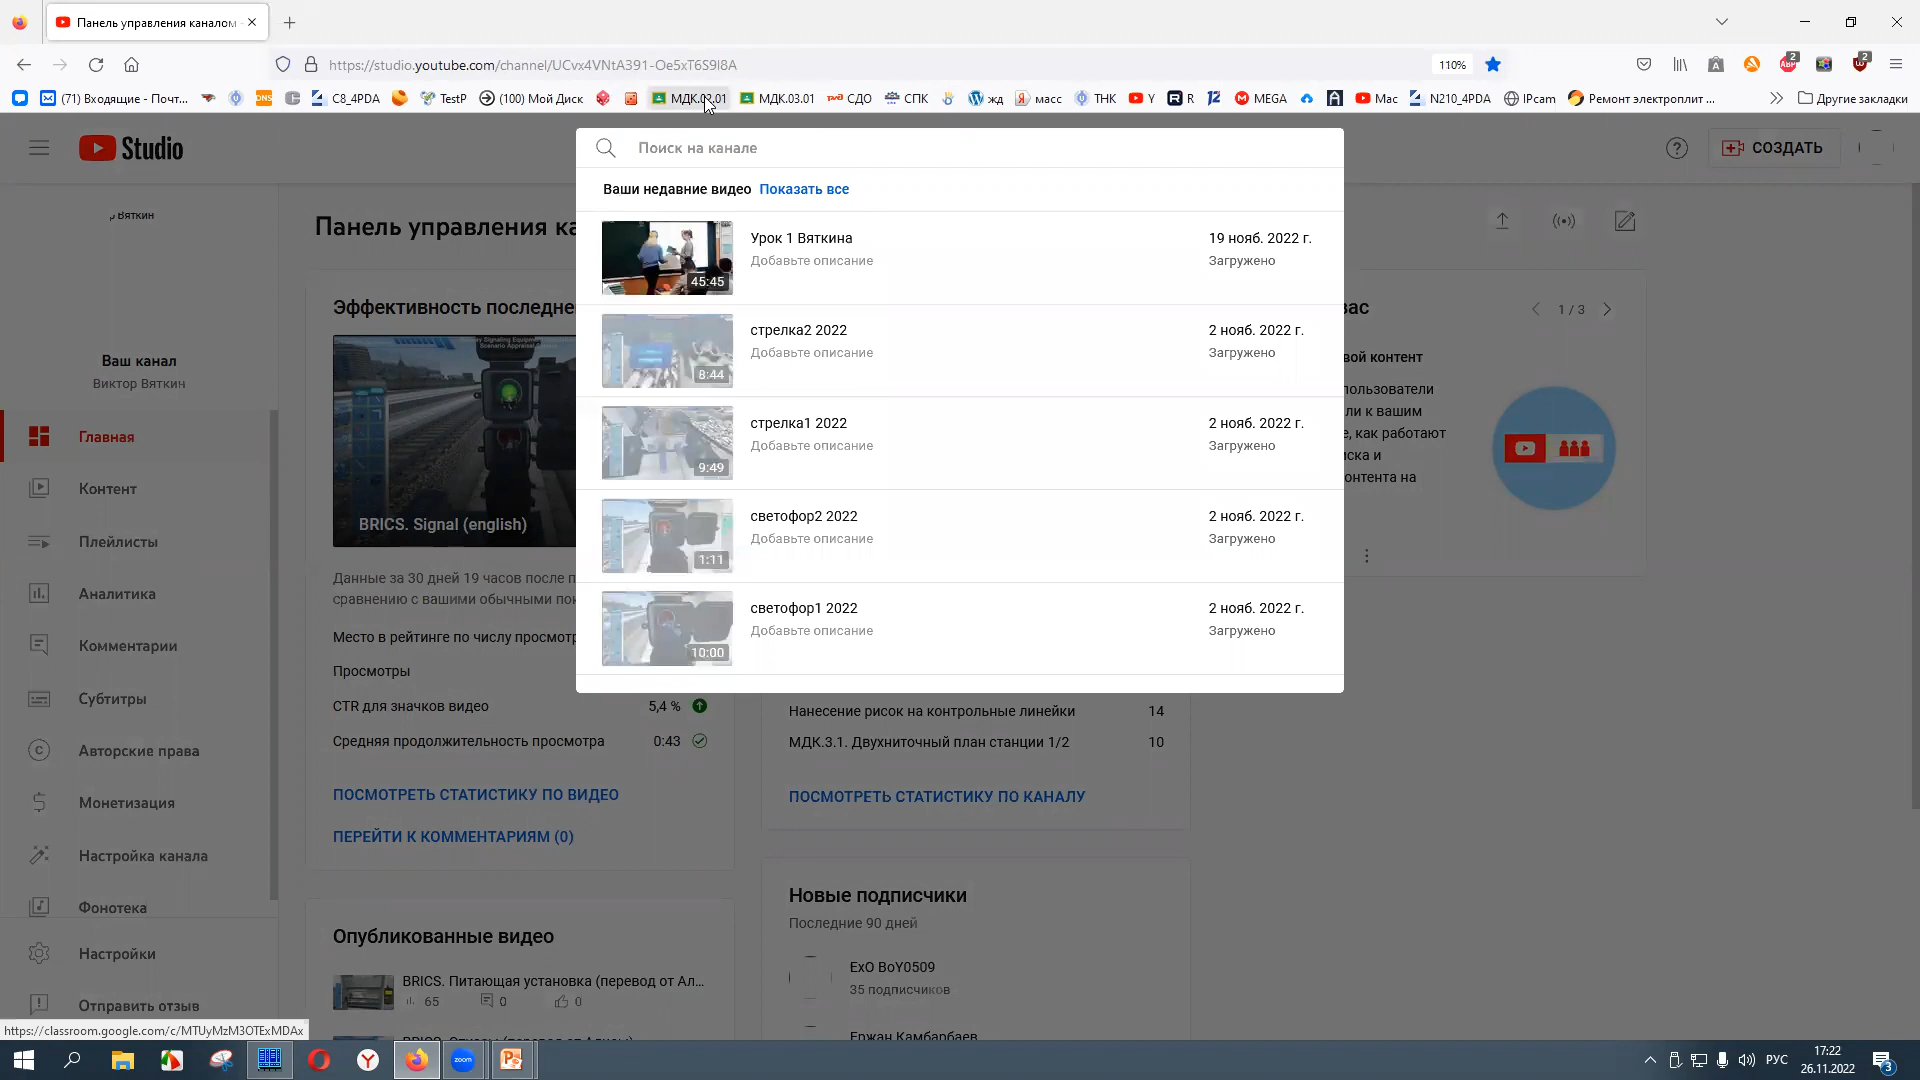 Панель управления каналом
https://studio.youtube.com/channel/UCvx4VNtA391-Oe5xT6S9I8A
110%
2
2
(71) Входящие - Почт...
DNS
C8_4PDA
TestP
(100) Мой Диск
МДК.03.01
МДК.03.01
СДО
СПК
жд
масс
ТНК
Y
R
MEGA
Mac
N210_4PDA
IPcam
Ремонт электроплит ...
Другие закладки
Studio
Поиск на канале
СОЗДАТЬ
Ваши недавние видео Показать все
Вяткин
Панель управления ка
Урок 1 Вяткина
19 нояб. 2022 г.
Добавьте описание
Загружено
45:45
Эффективность последне
вас
1 / 3
стрелка2 2022
2 нояб. 2022 г.
Добавьте описание
Загружено
8:44
Ваш канал
Виктор Вяткин
вой контент
пользователи
ли к вашим
е, как работают
иска и
онтента на
стрелка1 2022
2 нояб. 2022 г.
Добавьте описание
Загружено
9:49
BRICS. Signal (english)
светофор2 2022
2 нояб. 2022 г.
Добавьте описание
Загружено
1:11
светофор1 2022
2 нояб. 2022 г.
Добавьте описание
Загружено
10:00
Главная
Контент
Плейлисты
Аналитика
Комментарии
Субтитры
Авторские права
Монетизация
Настройка канала
Фонотека
Настройки
Отправить отзыв
Данные за 30 дней 19 часов после п
сравнению с вашими обычными пок
Место в рейтинге по числу просмотр
Просмотры
CTR для значков видео 5,4 %
Средняя продолжительность просмотра 0:43
ПОСМОТРЕТЬ СТАТИСТИКУ ПО ВИДЕО
ПЕРЕЙТИ К КОММЕНТАРИЯМ (0)
Нанесение рисок на контрольные линейки 14
МДК.3.1. Двухниточный план станции 1/2 10
ПОСМОТРЕТЬ СТАТИСТИКУ ПО КАНАЛУ
Опубликованные видео
BRICS. Питающая установка (перевод от Ал...
65 0 0
Новые подписчики
Последние 90 дней
ExO BoY0509
35 подписчиков
Ержан Камбарбаев
https://classroom.google.com/c/MTUyMzM3OTExMDAx
zoom
РУС
17:22
26.11.2022
3